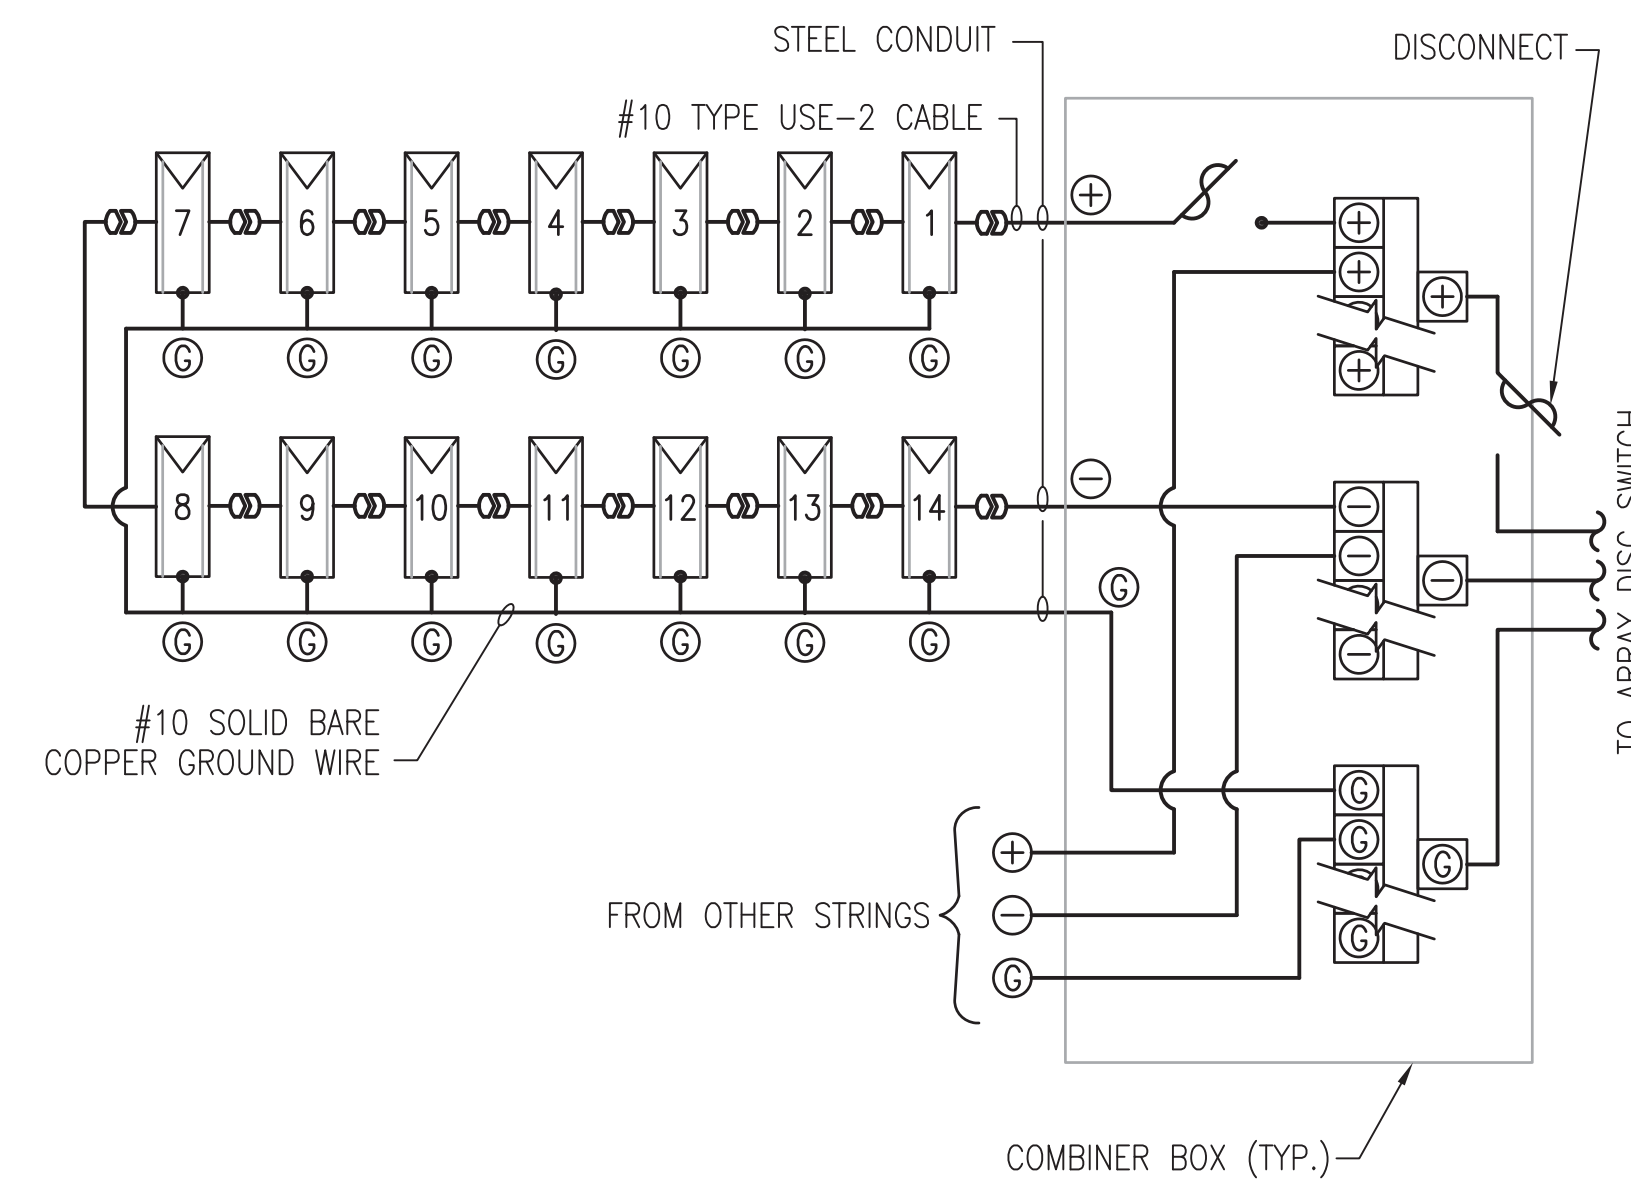 STEEL CONDUIT
DISCONNECT
#10 TYPE USE-2 CABLE
7 6 5 4 3 2 1
+
+
+
+
+
G G G G G G G
8 9 10 11 12 13 14
−
−
−
−
−
G
G G G G G G G
#10 SOLID BARE
COPPER GROUND WIRE
TO ARRAY DISC SWITCH
G
G
G
G
FROM OTHER STRINGS
+
−
G
COMBINER BOX (TYP.)